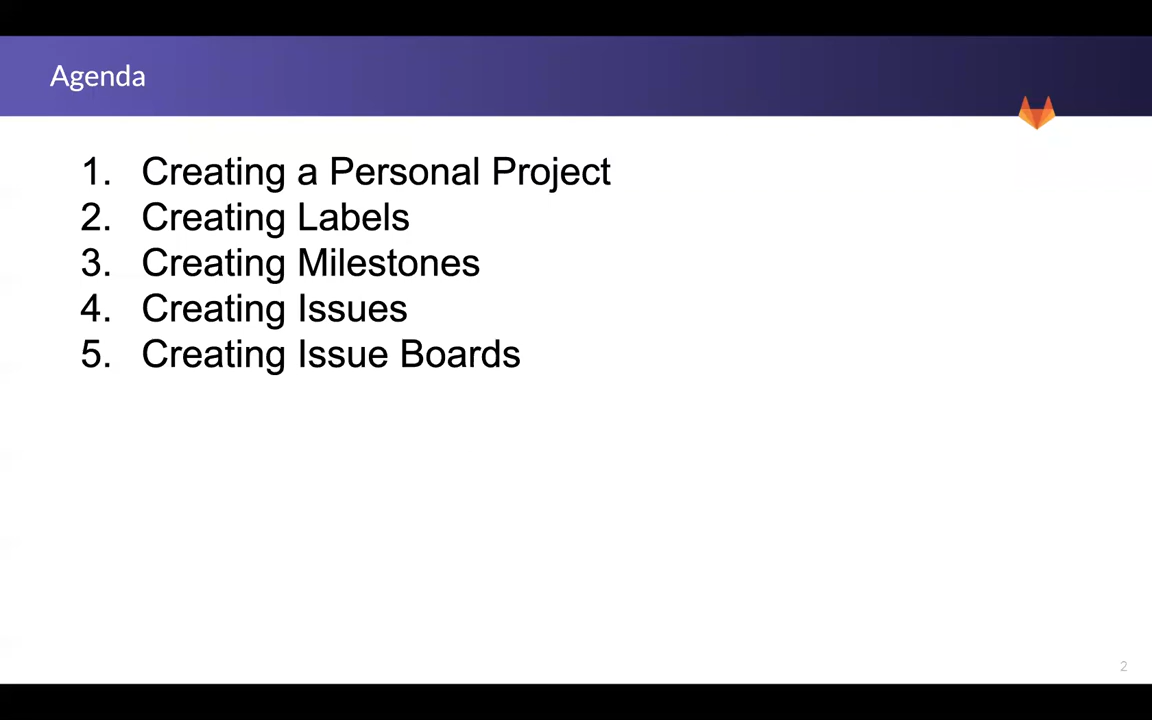 Agenda
1. Creating a Personal Project
2. Creating Labels
3. Creating Milestones
4. Creating Issues
5. Creating Issue Boards
2